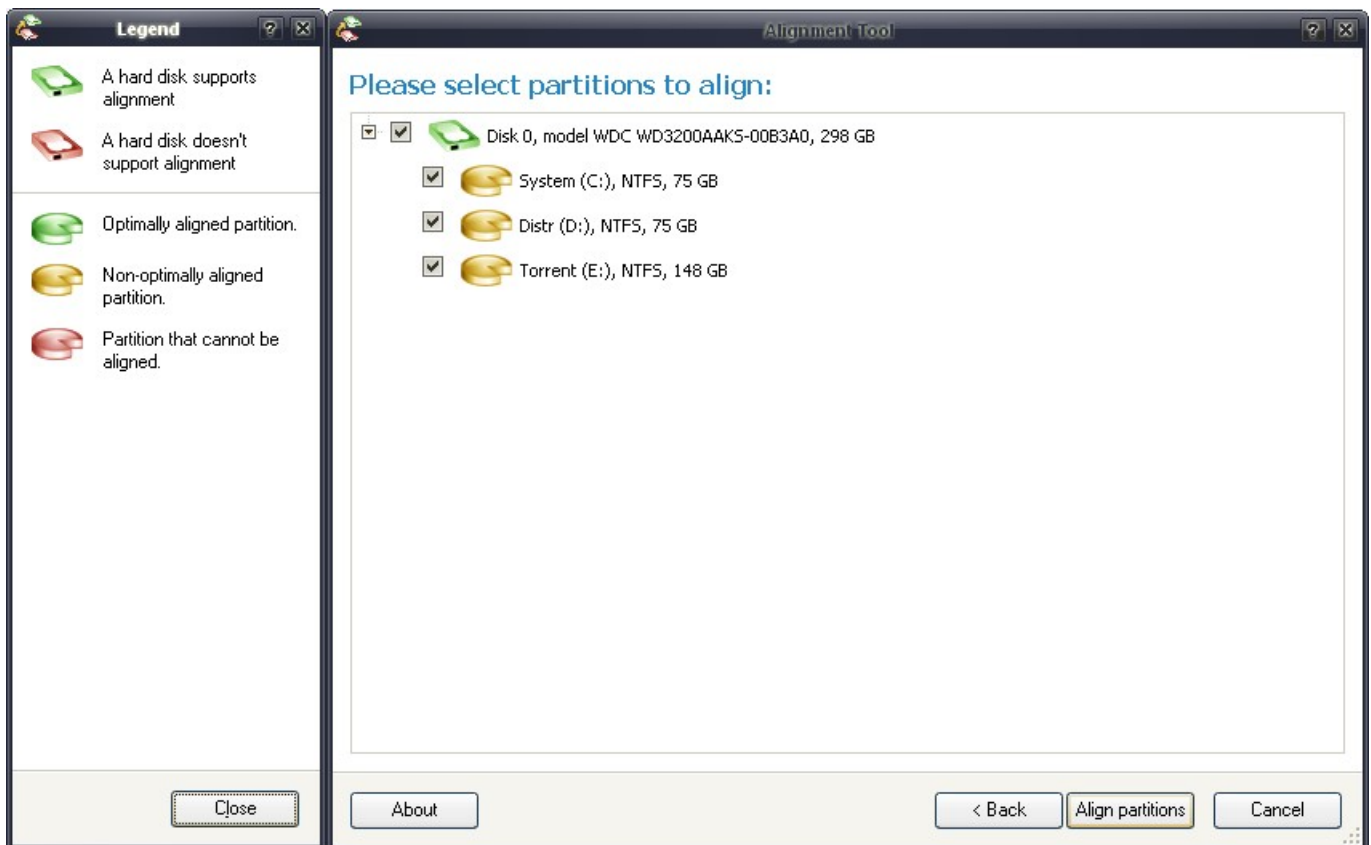 Legend
A hard disk supports
alignment
A hard disk doesn't
support alignment
Optimally aligned partition.
Non-optimally aligned
partition.
Partition that cannot be
aligned.
Close
Alignment Tool
Please select partitions to align:
Disk 0, model WDC WD3200AAKS-00B3A0, 298 GB
System (C:), NTFS, 75 GB
Distr (D:), NTFS, 75 GB
Torrent (E:), NTFS, 148 GB
About
< Back
Align partitions
Cancel